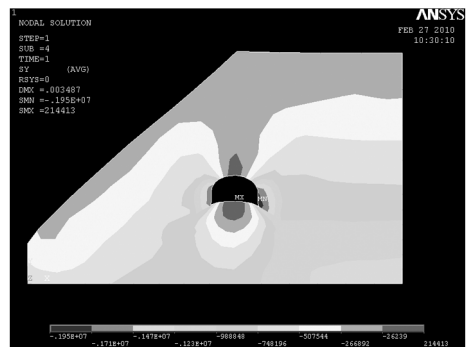 1
NODAL SOLUTION
STEP=1
SUB =4
TIME=1
SY (AVG)
RSYS=0
DMX =.003487
SMN =-.195E+07
SMX =214413
ANSYS
FEB 27 2010
10:30:10
MX
MN
-.195E+07 -.147E+07 -988848 -507544 -26239
-.171E+07 -.123E+07 -748196 -266892 214413